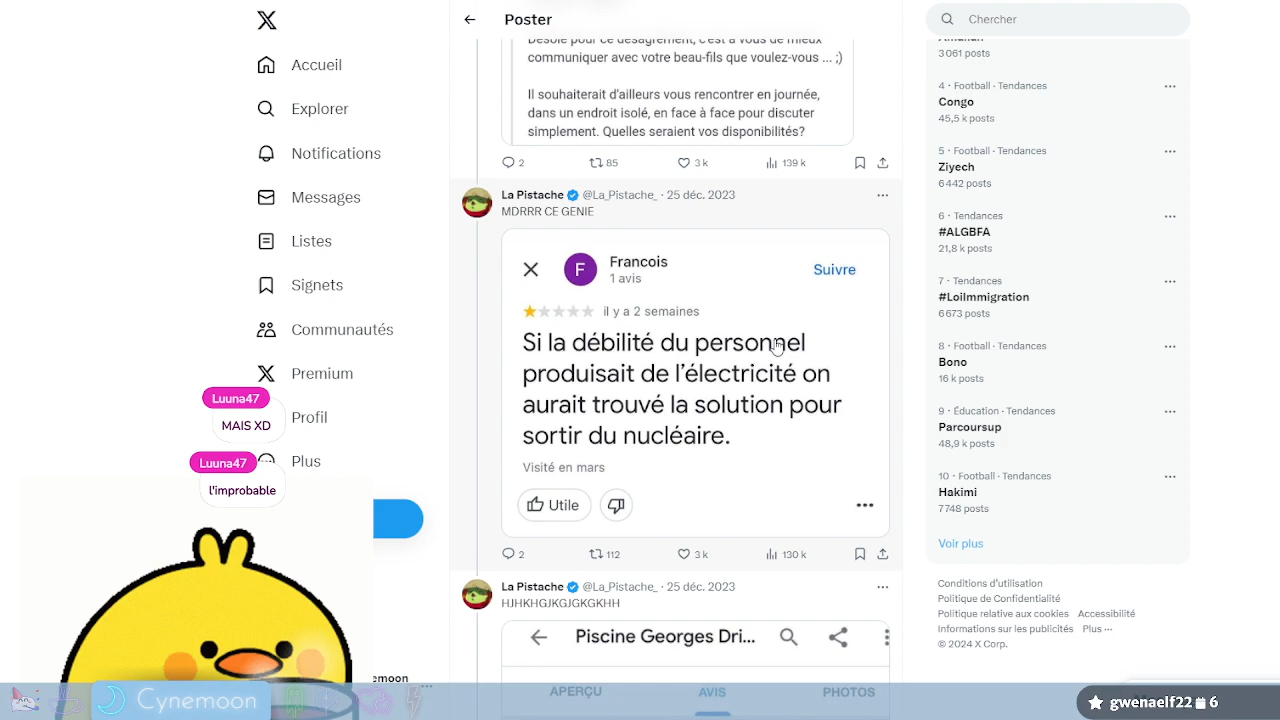 Accueil
Explorer
Notifications
Messages
Listes
Signets
Communautés
Premium
Profil
Plus
Luuna47
MAIS XD
Luuna47
l'improbable
Cynemoon
emoon
Poster
Désolé pour ce désagrément, c'est à vous de mieux
communiquer avec votre beau-fils que voulez-vous ... ;)
Il souhaiterait d'ailleurs vous rencontrer en journée,
dans un endroit isolé, en face à face pour discuter
simplement. Quelles seraient vos disponibilités?
2 85 3 k 139 k
La Pistache @La_Pistache_ · 25 déc. 2023
MDRRR CE GENIE
F
Francois
1 avis
Suivre
il y a 2 semaines
Si la débilité du personnel
produisait de l'électricité on
aurait trouvé la solution pour
sortir du nucléaire.
Visité en mars
Utile
2 112 3 k 130 k
La Pistache @La_Pistache_ · 25 déc. 2023
HJHKHGJKGJGKGKHH
Piscine Georges Dri...
APERÇU AVIS PHOTOS
Chercher
3 061 posts
4 · Football · Tendances
Congo
45,5 k posts
5 · Football · Tendances
Ziyech
6 442 posts
6 · Tendances
#ALGBFA
21,8 k posts
7 · Tendances
#LoiImmigration
6 673 posts
8 · Football · Tendances
Bono
16 k posts
9 · Éducation · Tendances
Parcoursup
48,9 k posts
10 · Football · Tendances
Hakimi
7 748 posts
Voir plus
Conditions d'utilisation
Politique de Confidentialité
Politique relative aux cookies Accessibilité
Informations sur les publicités Plus ···
© 2024 X Corp.
gwenaelf22 6